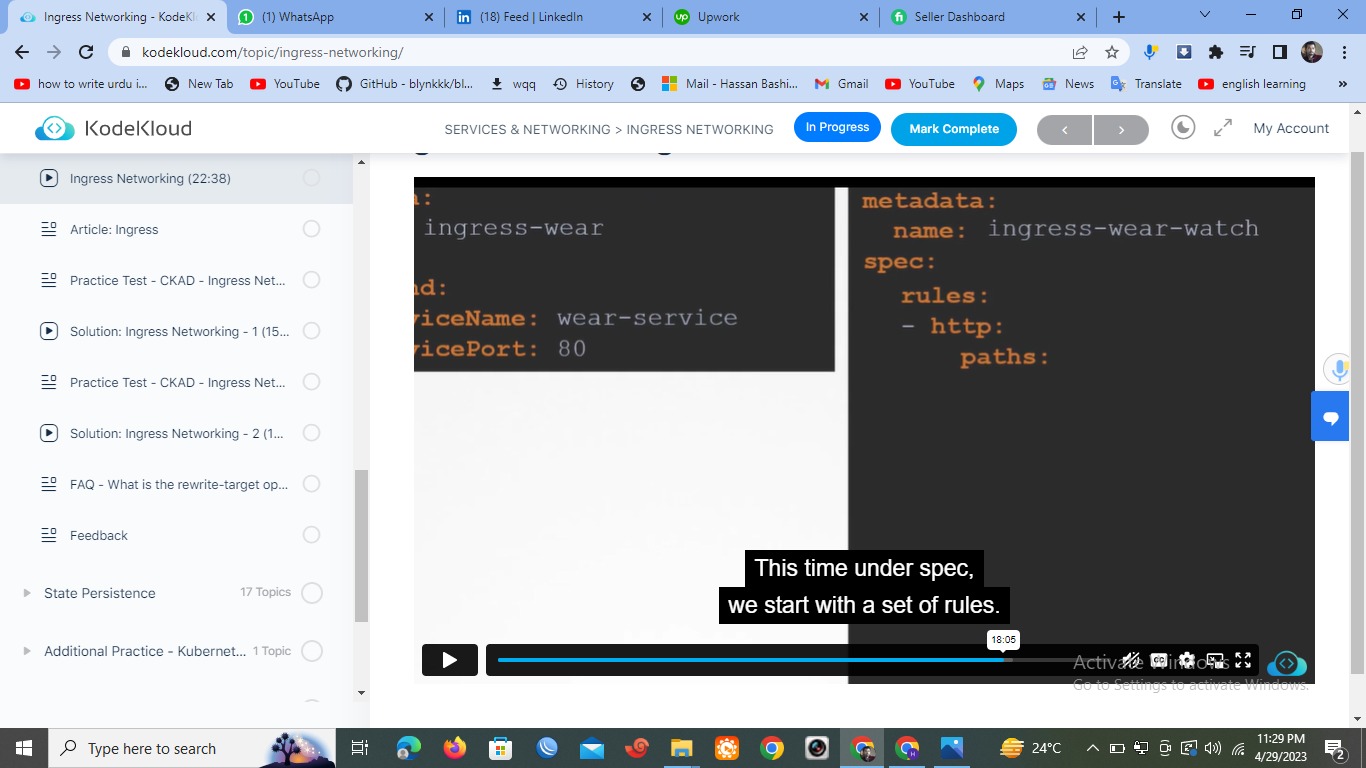 Ingress Networking - KodeKl
(1) WhatsApp
(18) Feed | LinkedIn
Upwork
Seller Dashboard
kodekloud.com/topic/ingress-networking/
how to write urdu i...
New Tab
YouTube
GitHub - blynkkk/bl...
wqq
History
Mail - Hassan Bashi...
Gmail
YouTube
Maps
News
Translate
english learning
»
KodeKloud
SERVICES & NETWORKING > INGRESS NETWORKING
In Progress
Mark Complete
My Account
Ingress Networking (22:38)
Article: Ingress
Practice Test - CKAD - Ingress Net...
Solution: Ingress Networking - 1 (15...
Practice Test - CKAD - Ingress Net...
Solution: Ingress Networking - 2 (1...
FAQ - What is the rewrite-target op...
Feedback
State Persistence 17 Topics
Additional Practice - Kubernet... 1 Topic
ingress-wear
viceName: wear-service
vicePort: 80
metadata:
name: ingress-wear-watch
spec:
rules:
- http:
paths:
This time under spec,
we start with a set of rules.
18:05
Activate Windows
Go to Settings to activate Windows.
Type here to search
24°C
11:29 PM
4/29/2023
2